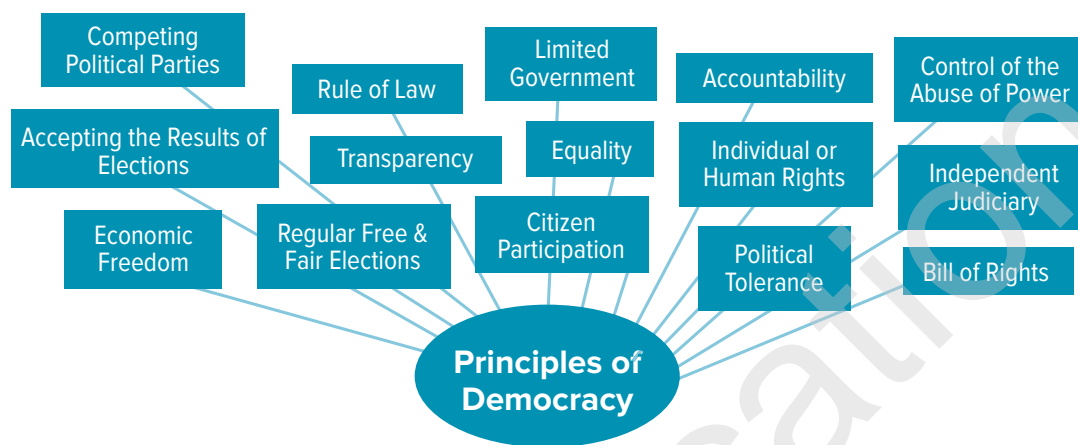 Competing
Political Parties
Limited
Government
Accountability
Control of the
Abuse of Power
Rule of Law
Accepting the Results of
Elections
Transparency
Equality
Individual or
Human Rights
Independent
Judiciary
Economic
Freedom
Regular Free &
Fair Elections
Citizen
Participation
Political
Tolerance
Bill of Rights
Principles of
Democracy